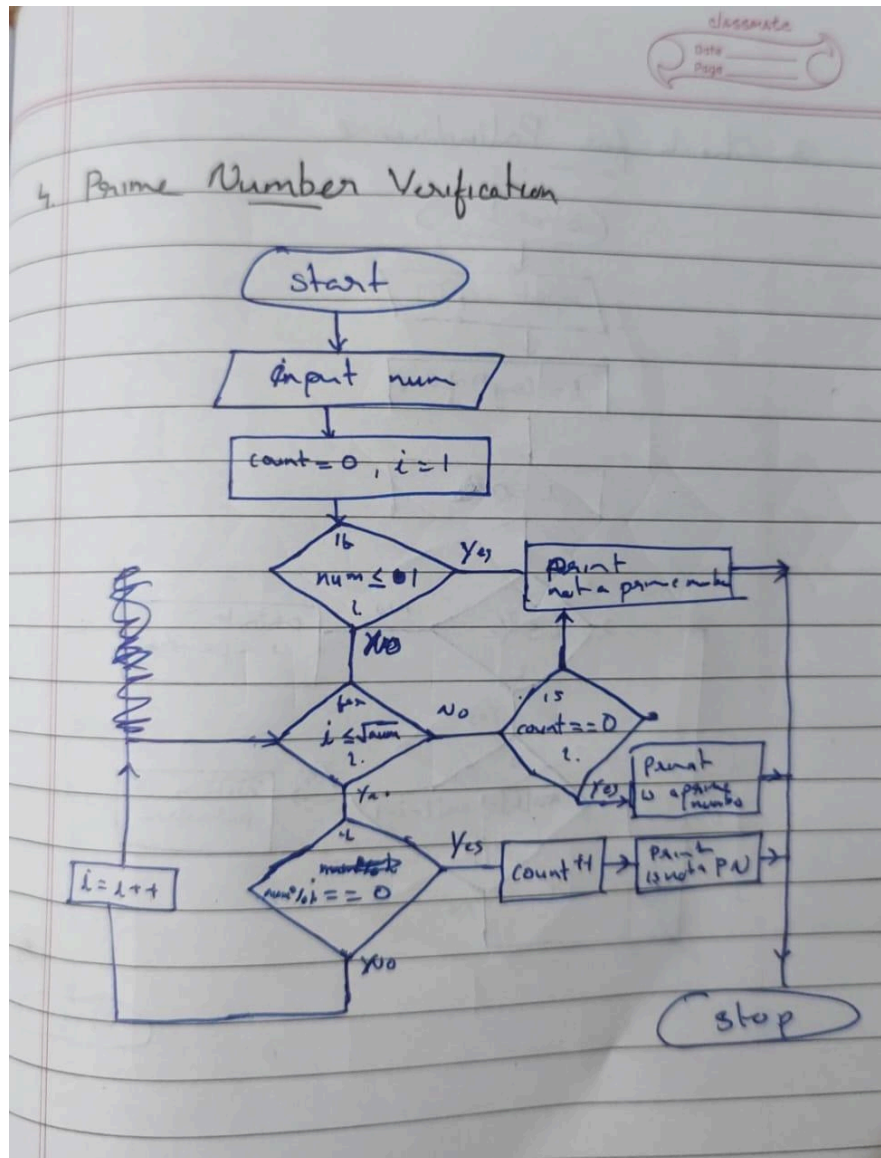 classmate
Date
Page
4. Prime Number Verification
start
input num
count = 0 , i = 1
num ≤ 1
?
Yes
print
not a prime number
No
for
i ≤ √num
?
No
is
count == 0
?
Yes
Print
is a prime
number
Yes
num % i == 0
Yes
count ++
Print
is not a PN
i = i++
No
stop